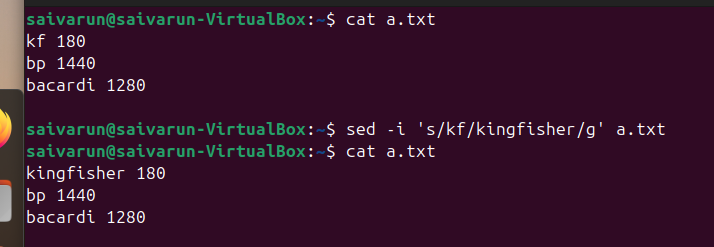 saivarun@saivarun-VirtualBox:~$ cat a.txt
kf 180
bp 1440
bacardi 1280
saivarun@saivarun-VirtualBox:~$ sed -i 's/kf/kingfisher/g' a.txt
saivarun@saivarun-VirtualBox:~$ cat a.txt
kingfisher 180
bp 1440
bacardi 1280